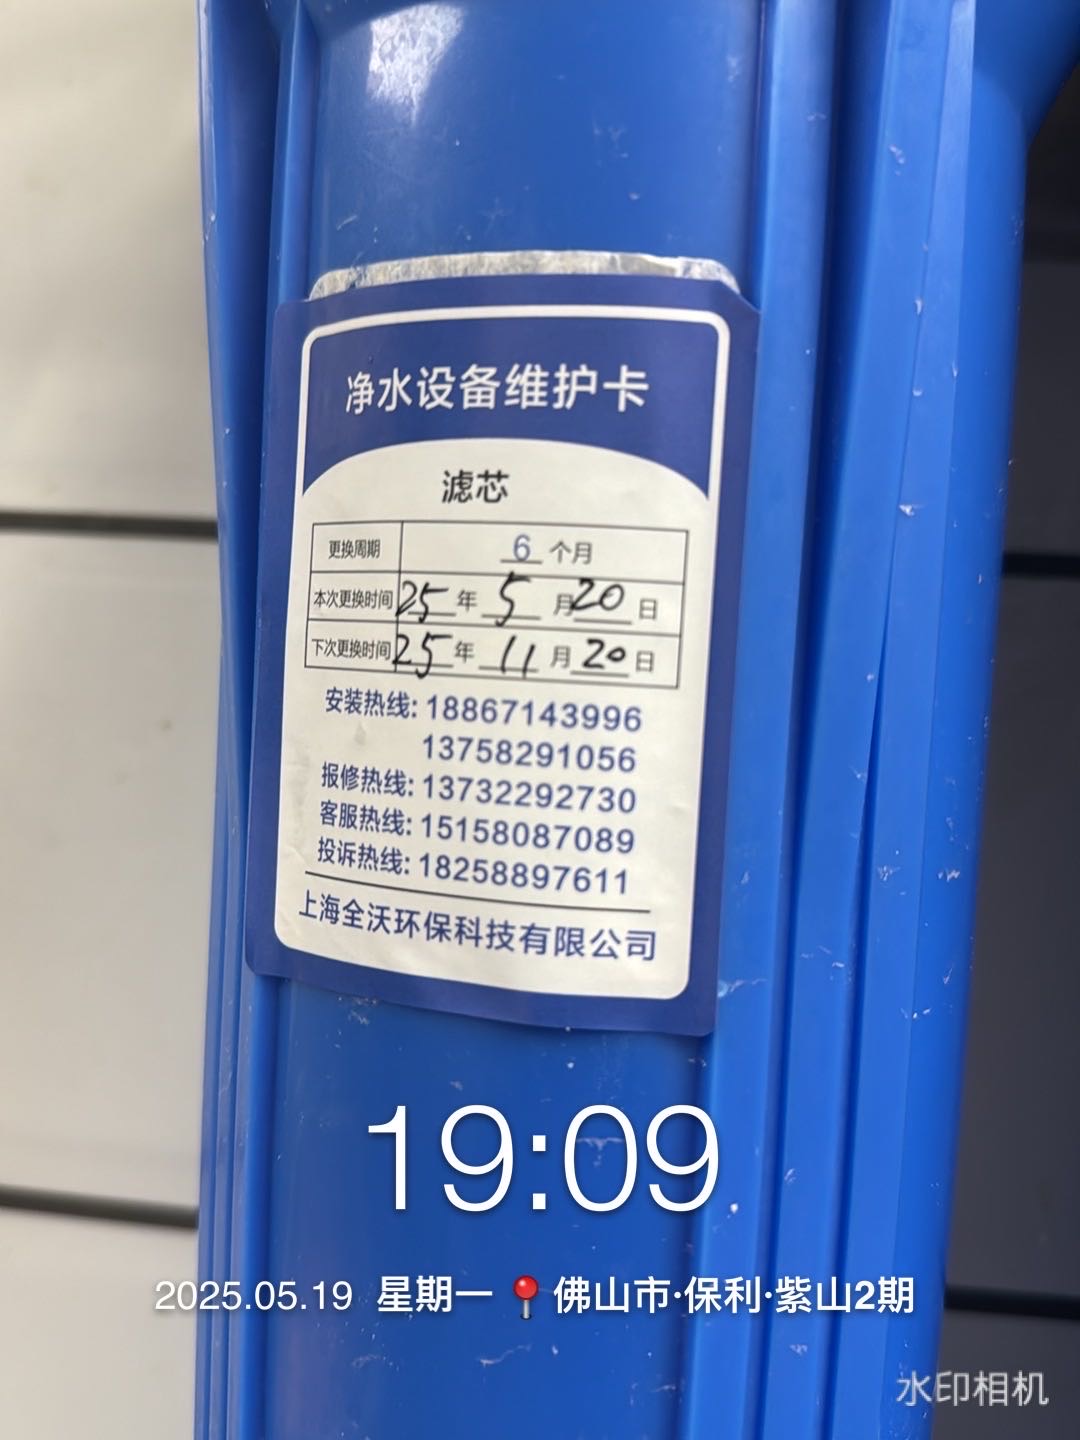 净水设备维护卡
滤芯
更换周期 6 个月
本次更换时间 25 年 5 月 20 日
下次更换时间 25 年 11 月 20 日
安装热线: 18867143996
13758291056
报修热线: 13732292730
客服热线: 15158087089
投诉热线: 18258897611
上海全沃环保科技有限公司
19:09
2025.05.19 星期一 📍佛山市·保利·紫山2期
水印相机